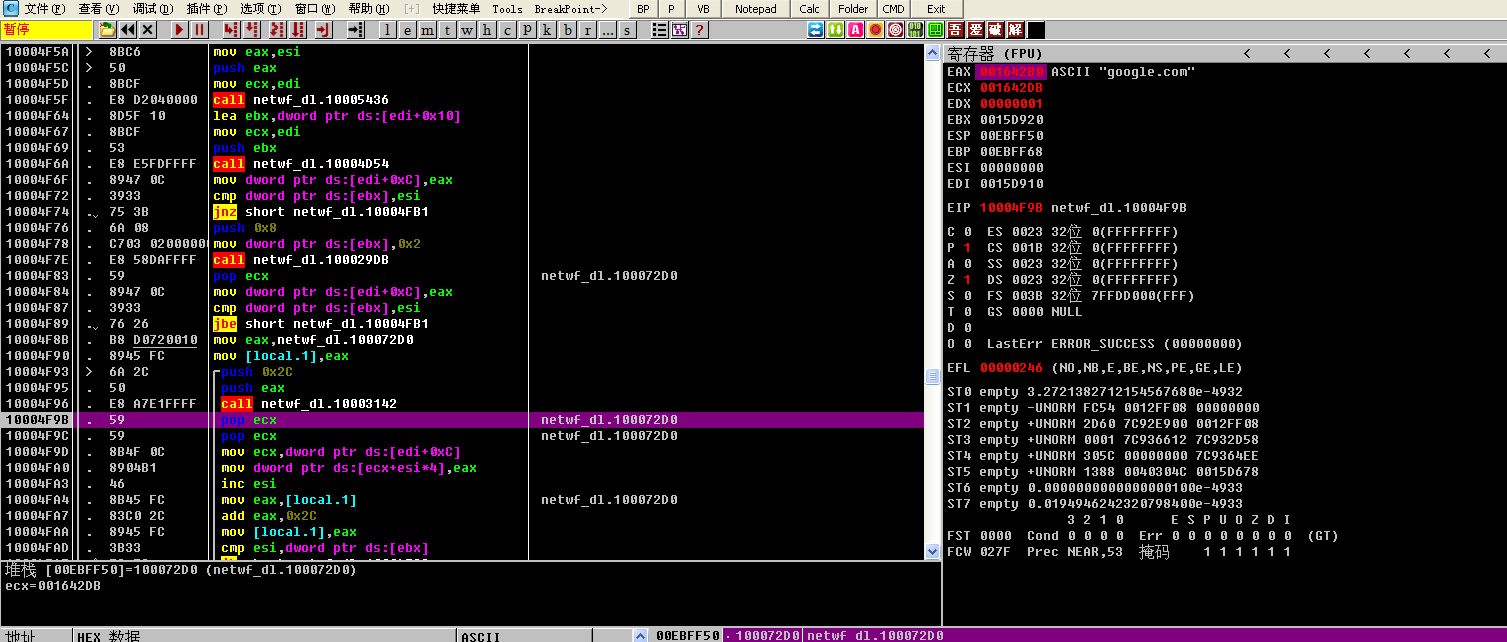 文件(F) 查看(V) 调试(D) 插件(P) 选项(T) 窗口(W) 帮助(H) [+] 快捷菜单 Tools BreakPoint-> BP P VB Notepad Calc Folder CMD Exit
暂停 l e m t w h c P k b r ... s ? 吾 爱 破 解
10004F5A > 8BC6 mov eax,esi
10004F5C > 50 push eax
10004F5D . 8BCF mov ecx,edi
10004F5F . E8 D2040000 call netwf_dl.10005436
10004F64 . 8D5F 10 lea ebx,dword ptr ds:[edi+0x10]
10004F67 . 8BCF mov ecx,edi
10004F69 . 53 push ebx
10004F6A . E8 E5FDFFFF call netwf_dl.10004D54
10004F6F . 8947 0C mov dword ptr ds:[edi+0xC],eax
10004F72 . 3933 cmp dword ptr ds:[ebx],esi
10004F74 . 75 3B jnz short netwf_dl.10004FB1
10004F76 . 6A 08 push 0x8
10004F78 . C703 0200000 mov dword ptr ds:[ebx],0x2
10004F7E . E8 58DAFFFF call netwf_dl.100029DB
10004F83 . 59 pop ecx netwf_dl.100072D0
10004F84 . 8947 0C mov dword ptr ds:[edi+0xC],eax
10004F87 . 3933 cmp dword ptr ds:[ebx],esi
10004F89 . 76 26 jbe short netwf_dl.10004FB1
10004F8B . B8 D0720010 mov eax,netwf_dl.100072D0
10004F90 . 8945 FC mov [local.1],eax
10004F93 > 6A 2C push 0x2C
10004F95 . 50 push eax
10004F96 . E8 A7E1FFFF call netwf_dl.10003142
10004F9B . 59 pop ecx netwf_dl.100072D0
10004F9C . 59 pop ecx netwf_dl.100072D0
10004F9D . 8B4F 0C mov ecx,dword ptr ds:[edi+0xC]
10004FA0 . 8904B1 mov dword ptr ds:[ecx+esi*4],eax
10004FA3 . 46 inc esi
10004FA4 . 8B45 FC mov eax,[local.1] netwf_dl.100072D0
10004FA7 . 83C0 2C add eax,0x2C
10004FAA . 8945 FC mov [local.1],eax
10004FAD . 3B33 cmp esi,dword ptr ds:[ebx]
堆栈 [00EBFF50]=100072D0 (netwf_dl.100072D0)
ecx=001642DB
寄存器 (FPU) < < < < < < <
EAX 001642B0 ASCII "google.com"
ECX 001642DB
EDX 00000001
EBX 0015D920
ESP 00EBFF50
EBP 00EBFF68
ESI 00000000
EDI 0015D910
EIP 10004F9B netwf_dl.10004F9B
C 0 ES 0023 32位 0(FFFFFFFF)
P 1 CS 001B 32位 0(FFFFFFFF)
A 0 SS 0023 32位 0(FFFFFFFF)
Z 1 DS 0023 32位 0(FFFFFFFF)
S 0 FS 003B 32位 7FFDD000(FFF)
T 0 GS 0000 NULL
D 0
O 0 LastErr ERROR_SUCCESS (00000000)
EFL 00000246 (NO,NB,E,BE,NS,PE,GE,LE)
ST0 empty 3.2721382712154567680e-4932
ST1 empty -UNORM FC54 0012FF08 00000000
ST2 empty +UNORM 2D60 7C92E900 0012FF08
ST3 empty +UNORM 0001 7C936612 7C932D58
ST4 empty +UNORM 305C 00000000 7C9364EE
ST5 empty +UNORM 1388 0040304C 0015D678
ST6 empty 0.0000000000000000100e-4933
ST7 empty 0.0194946242320798400e-4933
3 2 1 0 E S P U O Z D I
FST 0000 Cond 0 0 0 0 Err 0 0 0 0 0 0 0 0 (GT)
FCW 027F Prec NEAR,53 掩码 1 1 1 1 1 1
地址 HEX 数据 ASCII 00EBFF50 100072D0 netwf_dl.100072D0